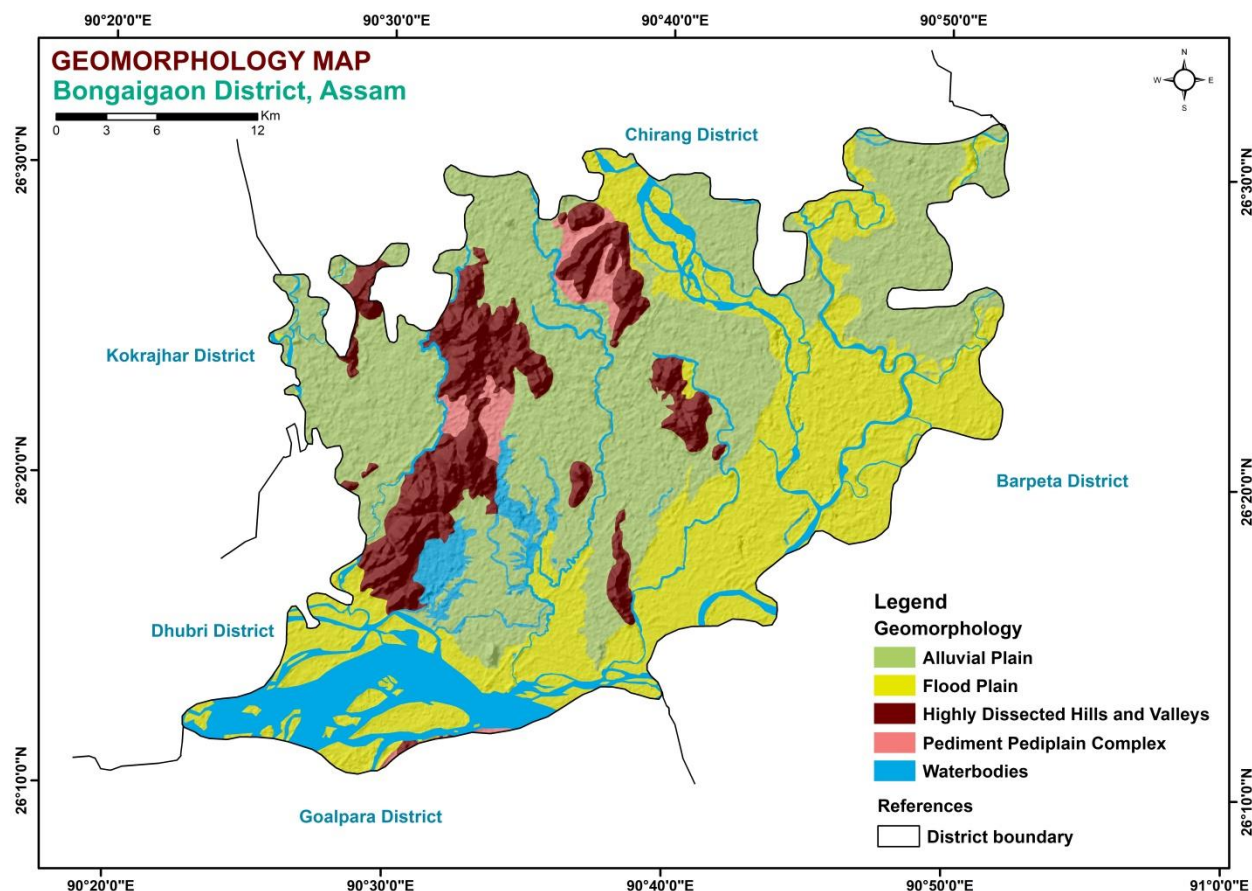 90°20'0"E
90°30'0"E
90°40'0"E
90°50'0"E
GEOMORPHOLOGY MAP
Bongaigaon District, Assam
Km
0 3 6 12
N
W E
S
Chirang District
26°30'0"N
26°30'0"N
Kokrajhar District
26°20'0"N
26°20'0"N
Barpeta District
Dhubri District
Legend
Geomorphology
Alluvial Plain
Flood Plain
Highly Dissected Hills and Valleys
Pediment Pediplain Complex
Waterbodies
26°10'0"N
26°10'0"N
References
District boundary
Goalpara District
90°20'0"E
90°30'0"E
90°40'0"E
90°50'0"E
91°0'0"E